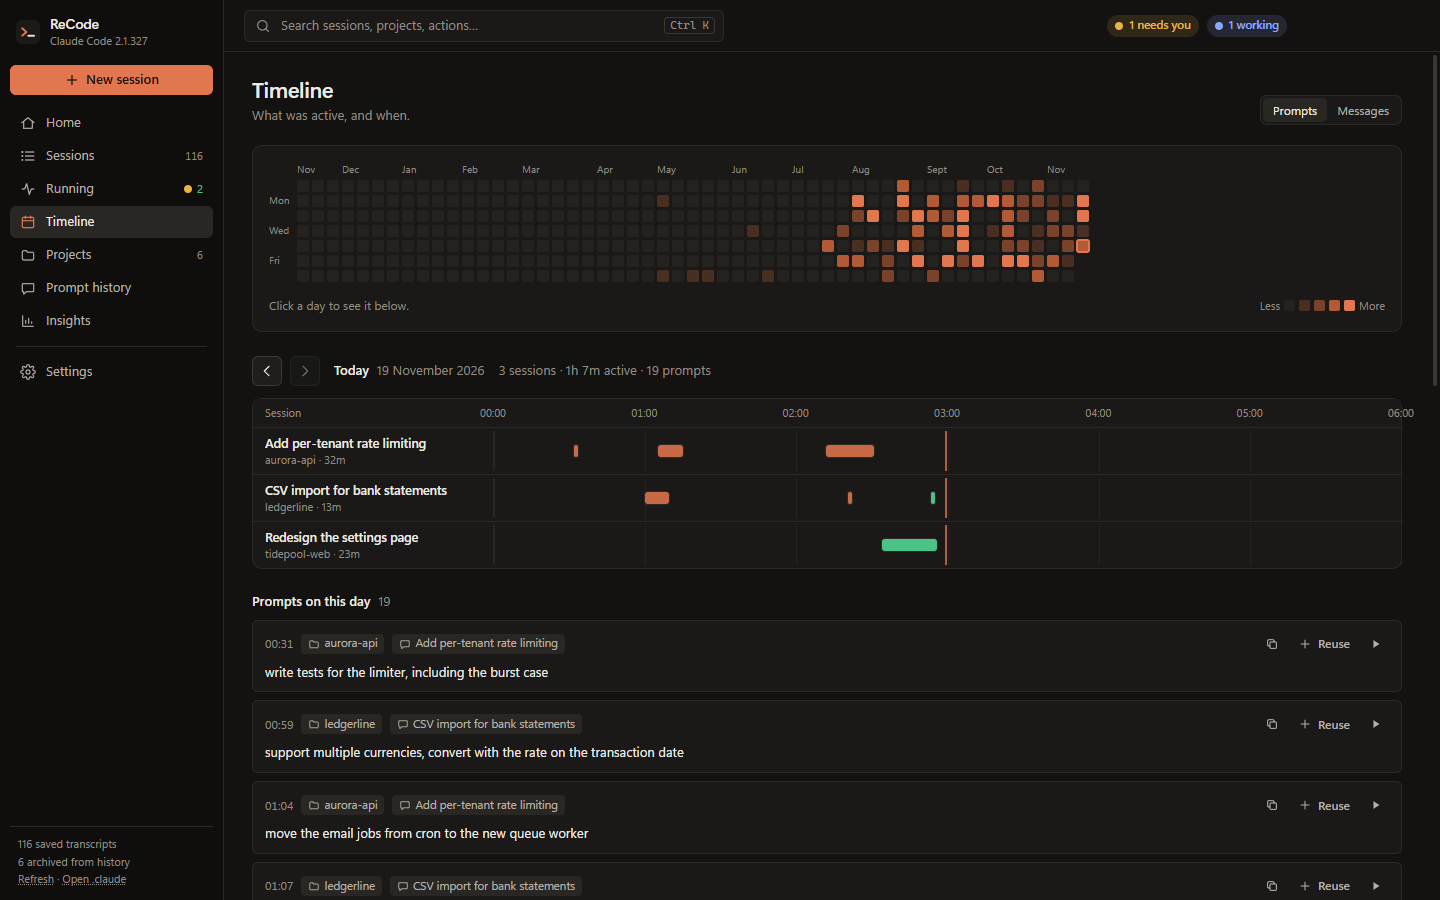 ReCode
Claude Code 2.1.327
Search sessions, projects, actions...
Ctrl K
1 needs you
1 working
+ New session
Home
Sessions 116
Running 2
Timeline
Projects 6
Prompt history
Insights
Settings
116 saved transcripts
6 archived from history
Refresh · Open .claude
Timeline
What was active, and when.
Prompts Messages
Nov Dec Jan Feb Mar Apr May Jun Jul Aug Sept Oct Nov
Mon
Wed
Fri
Click a day to see it below.
Less More
Today 19 November 2026 3 sessions · 1h 7m active · 19 prompts
Session 00:00 01:00 02:00 03:00 04:00 05:00 06:00
Add per-tenant rate limiting
aurora-api · 32m
CSV import for bank statements
ledgerline · 13m
Redesign the settings page
tidepool-web · 23m
Prompts on this day 19
00:31 aurora-api Add per-tenant rate limiting + Reuse
write tests for the limiter, including the burst case
00:59 ledgerline CSV import for bank statements + Reuse
support multiple currencies, convert with the rate on the transaction date
01:04 aurora-api Add per-tenant rate limiting + Reuse
move the email jobs from cron to the new queue worker
01:07 ledgerline CSV import for bank statements + Reuse